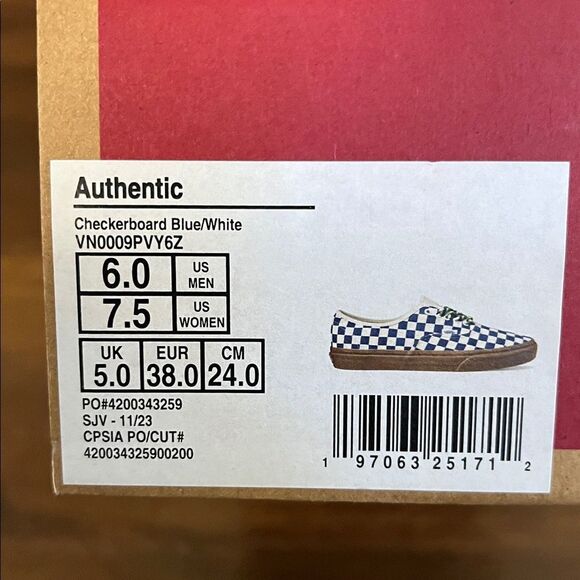 Authentic
Checkerboard Blue/White
VN0009PVY6Z
6.0 US MEN
7.5 US WOMEN
UK EUR CM
5.0 38.0 24.0
PO#4200343259
SJV - 11/23
CPSIA PO/CUT#
420034325900200
1 97063 25171 2